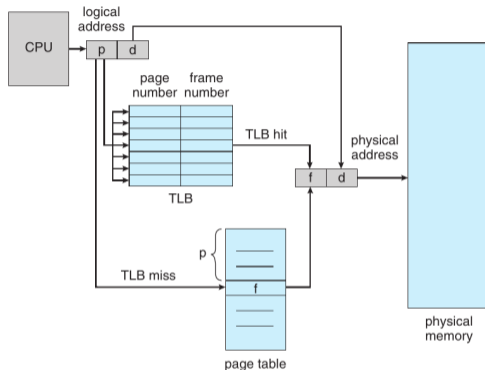 logical
address
CPU
p
d
page
number
frame
number
TLB hit
physical
address
f
d
TLB
p
TLB miss
f
page table
physical
memory